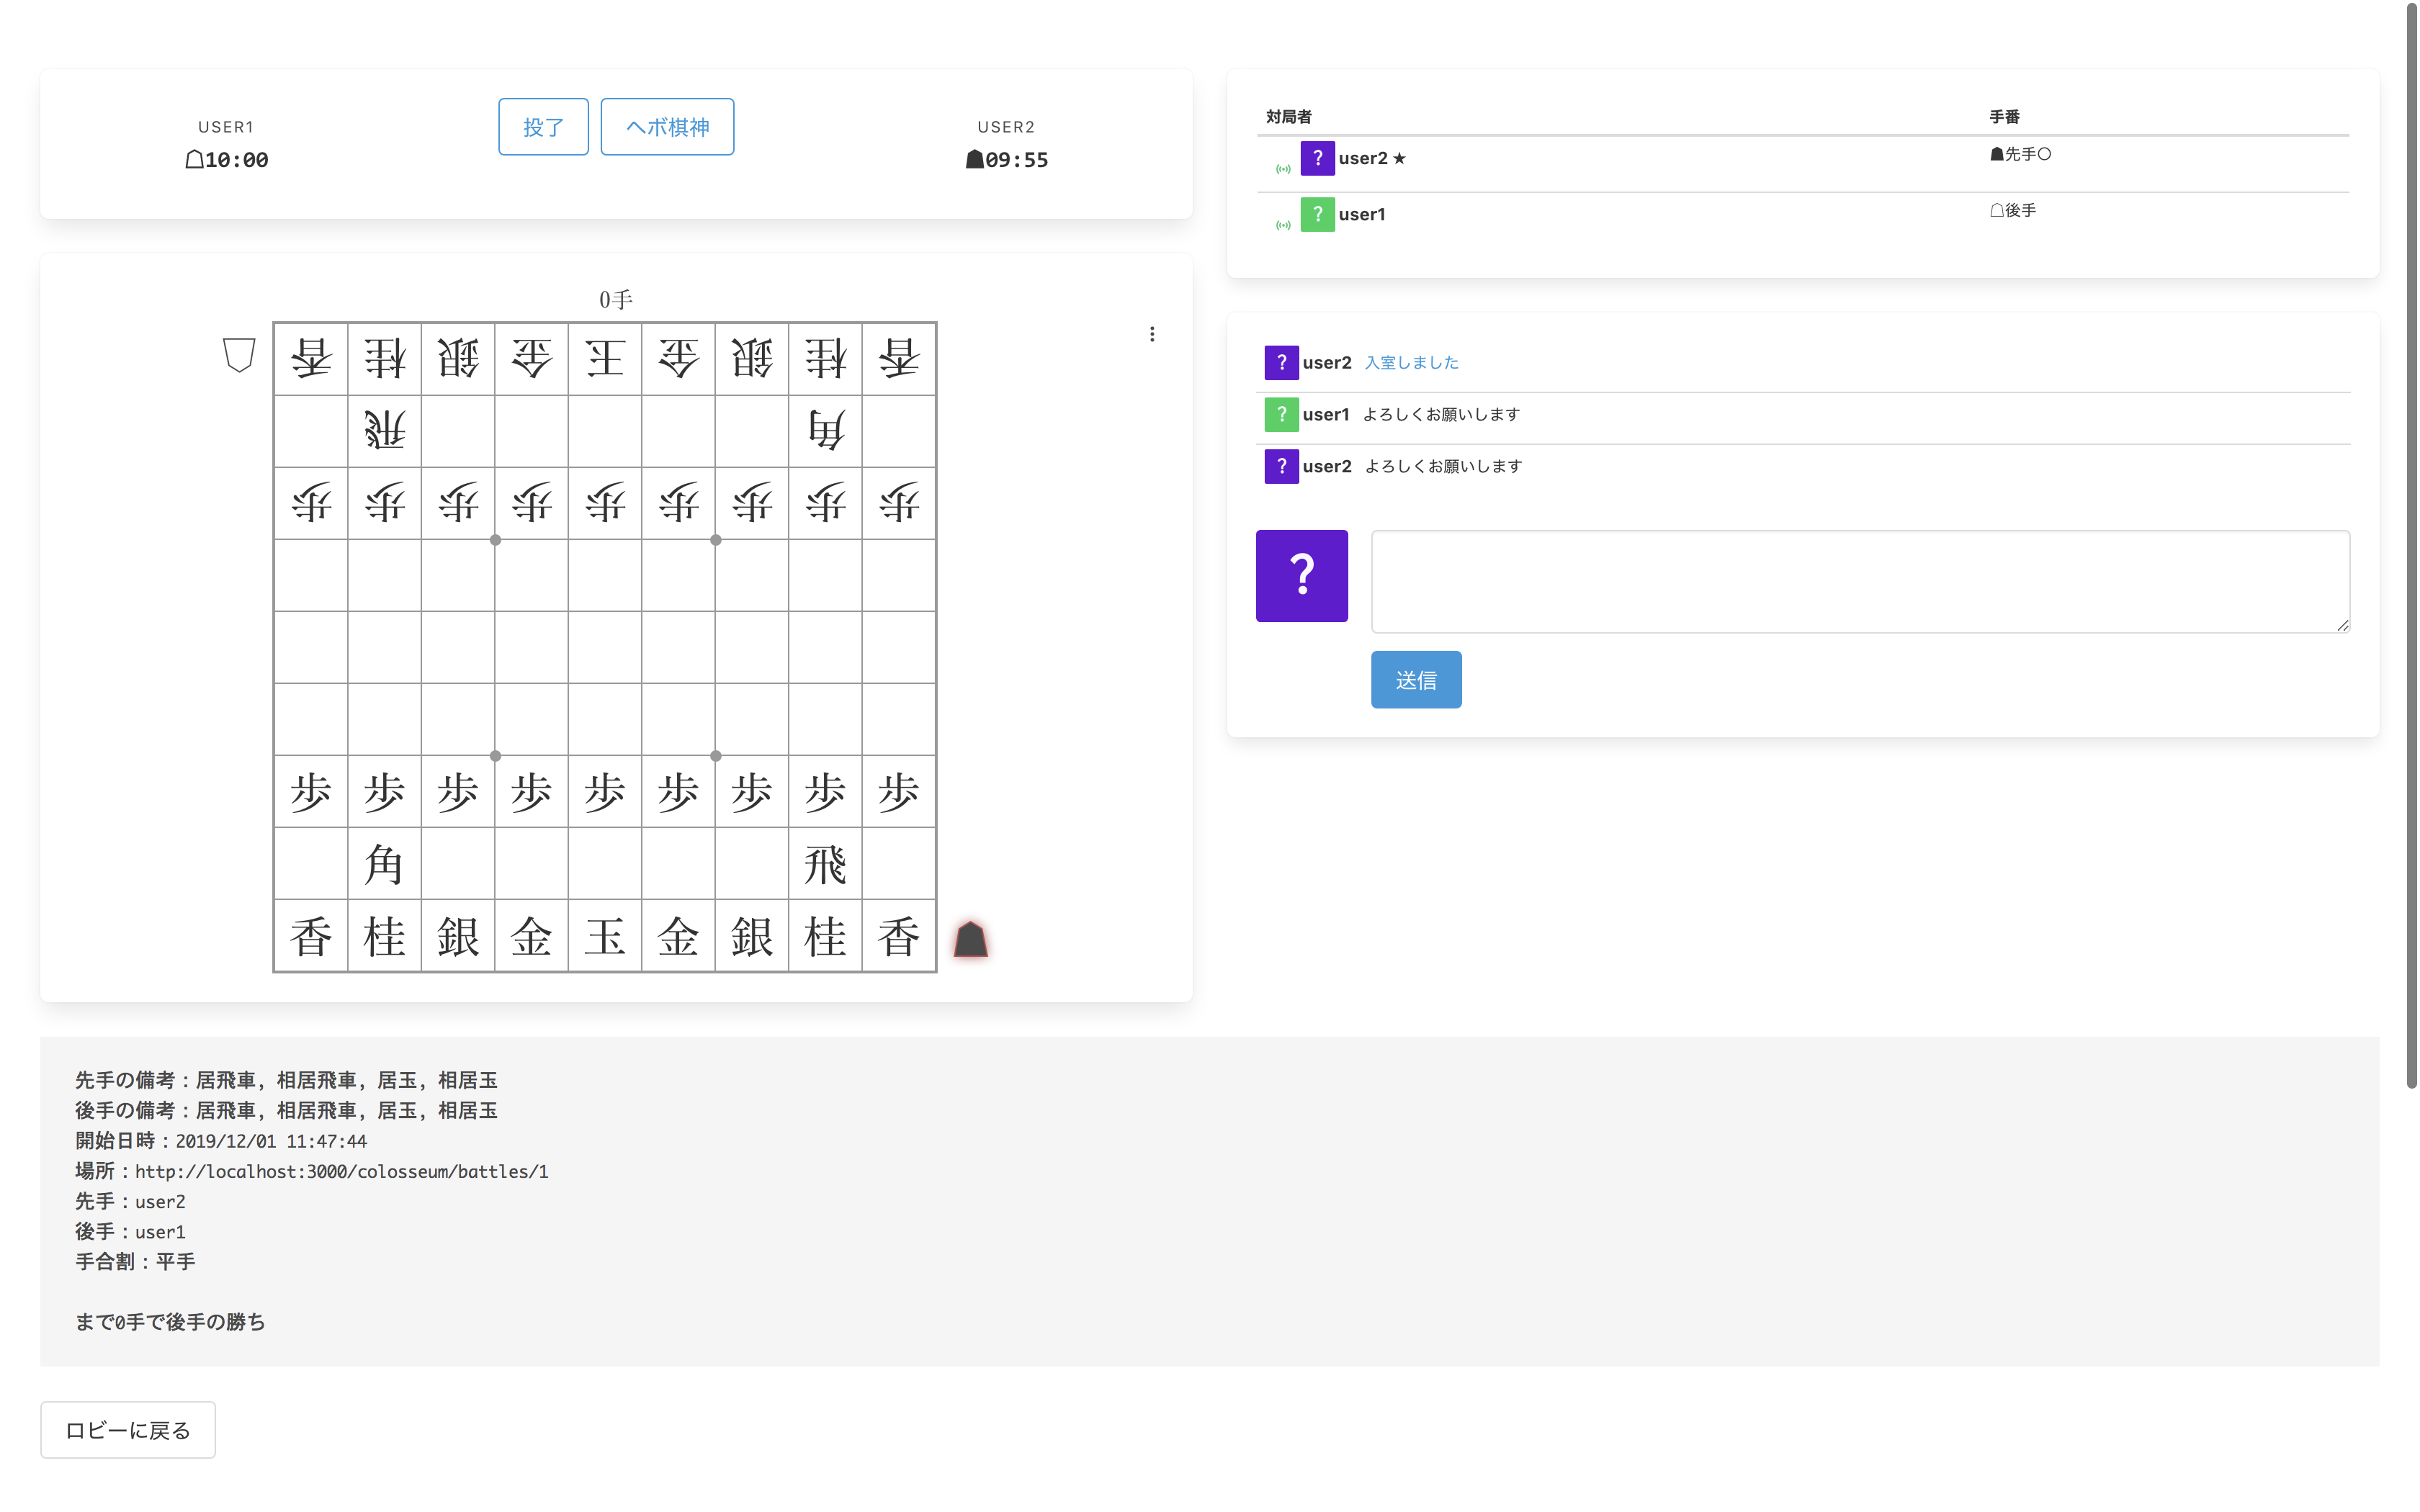 USER1
☖10:00
投了
ヘボ棋神
USER2
☗09:55
0手
香桂銀金王金銀桂香
飛角
歩歩歩歩歩歩歩歩歩
歩歩歩歩歩歩歩歩歩
角飛
香桂銀金玉金銀桂香
対局者 手番
? user2 ★ ☗先手○
? user1 ☖後手
? user2 入室しました
? user1 よろしくお願いします
? user2 よろしくお願いします
?
送信
先手の備考：居飛車, 相居飛車, 居玉, 相居玉
後手の備考：居飛車, 相居飛車, 居玉, 相居玉
開始日時：2019/12/01 11:47:44
場所：http://localhost:3000/colosseum/battles/1
先手：user2
後手：user1
手合割：平手
まで0手で後手の勝ち
ロビーに戻る